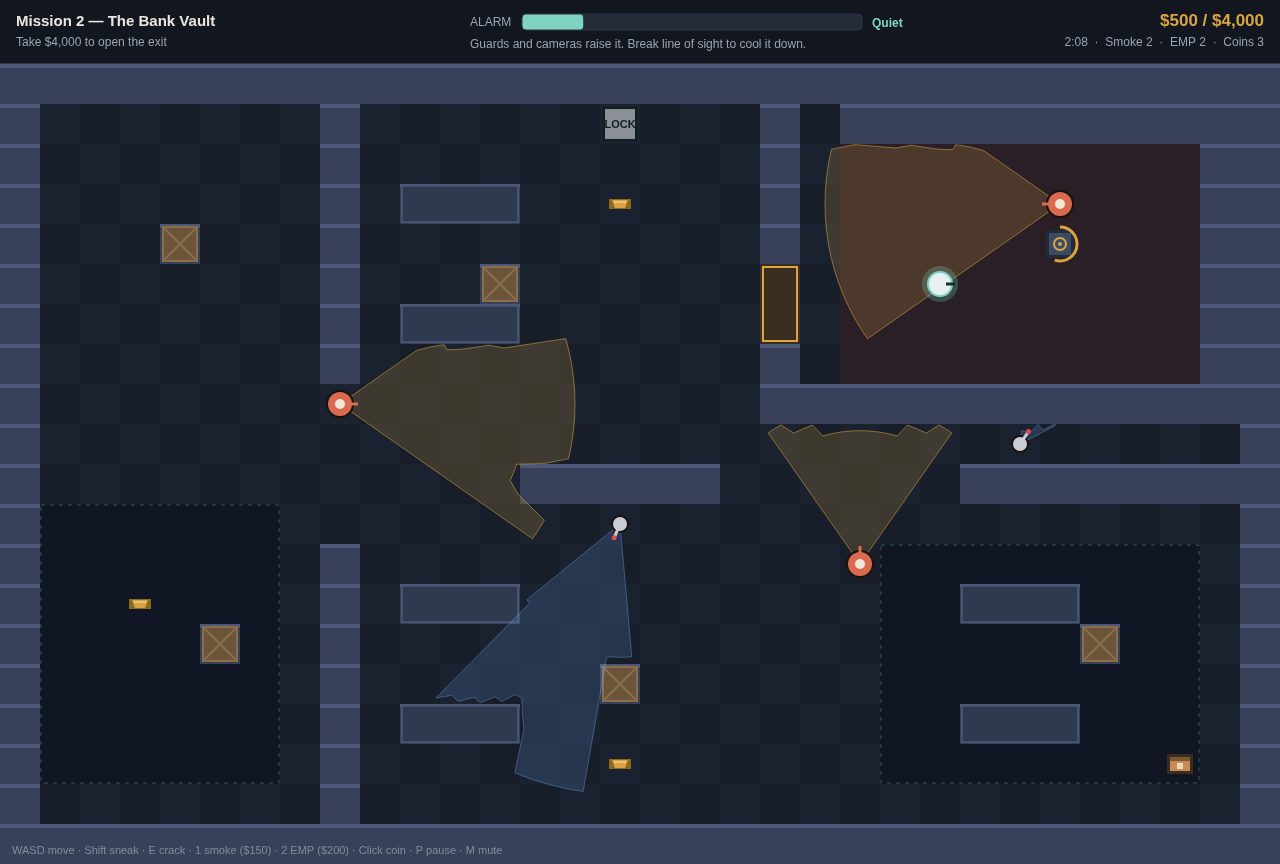 Mission 2 — The Bank Vault
Take $4,000 to open the exit
ALARM Quiet
Guards and cameras raise it. Break line of sight to cool it down.
$500 / $4,000
2:08 · Smoke 2 · EMP 2 · Coins 3
LOCK
WASD move · Shift sneak · E crack · 1 smoke ($150) · 2 EMP ($200) · Click coin · P pause · M mute